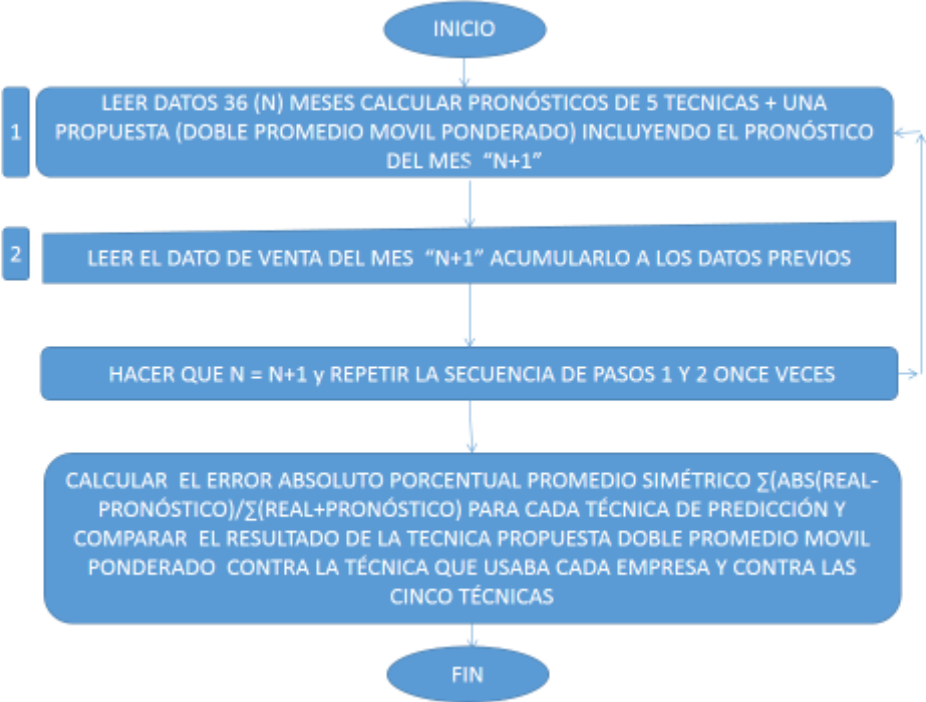 INICIO
1
LEER DATOS 36 (N) MESES CALCULAR PRONÓSTICOS DE 5 TECNICAS + UNA
PROPUESTA (DOBLE PROMEDIO MOVIL PONDERADO) INCLUYENDO EL PRONÓSTICO
DEL MES "N+1"
2
LEER EL DATO DE VENTA DEL MES "N+1" ACUMULARLO A LOS DATOS PREVIOS
HACER QUE N = N+1 y REPETIR LA SECUENCIA DE PASOS 1 Y 2 ONCE VECES
CALCULAR EL ERROR ABSOLUTO PORCENTUAL PROMEDIO SIMÉTRICO ∑(ABS(REAL-
PRONÓSTICO)/∑(REAL+PRONÓSTICO) PARA CADA TÉCNICA DE PREDICCIÓN Y
COMPARAR EL RESULTADO DE LA TECNICA PROPUESTA DOBLE PROMEDIO MOVIL
PONDERADO CONTRA LA TÉCNICA QUE USABA CADA EMPRESA Y CONTRA LAS
CINCO TÉCNICAS
FIN